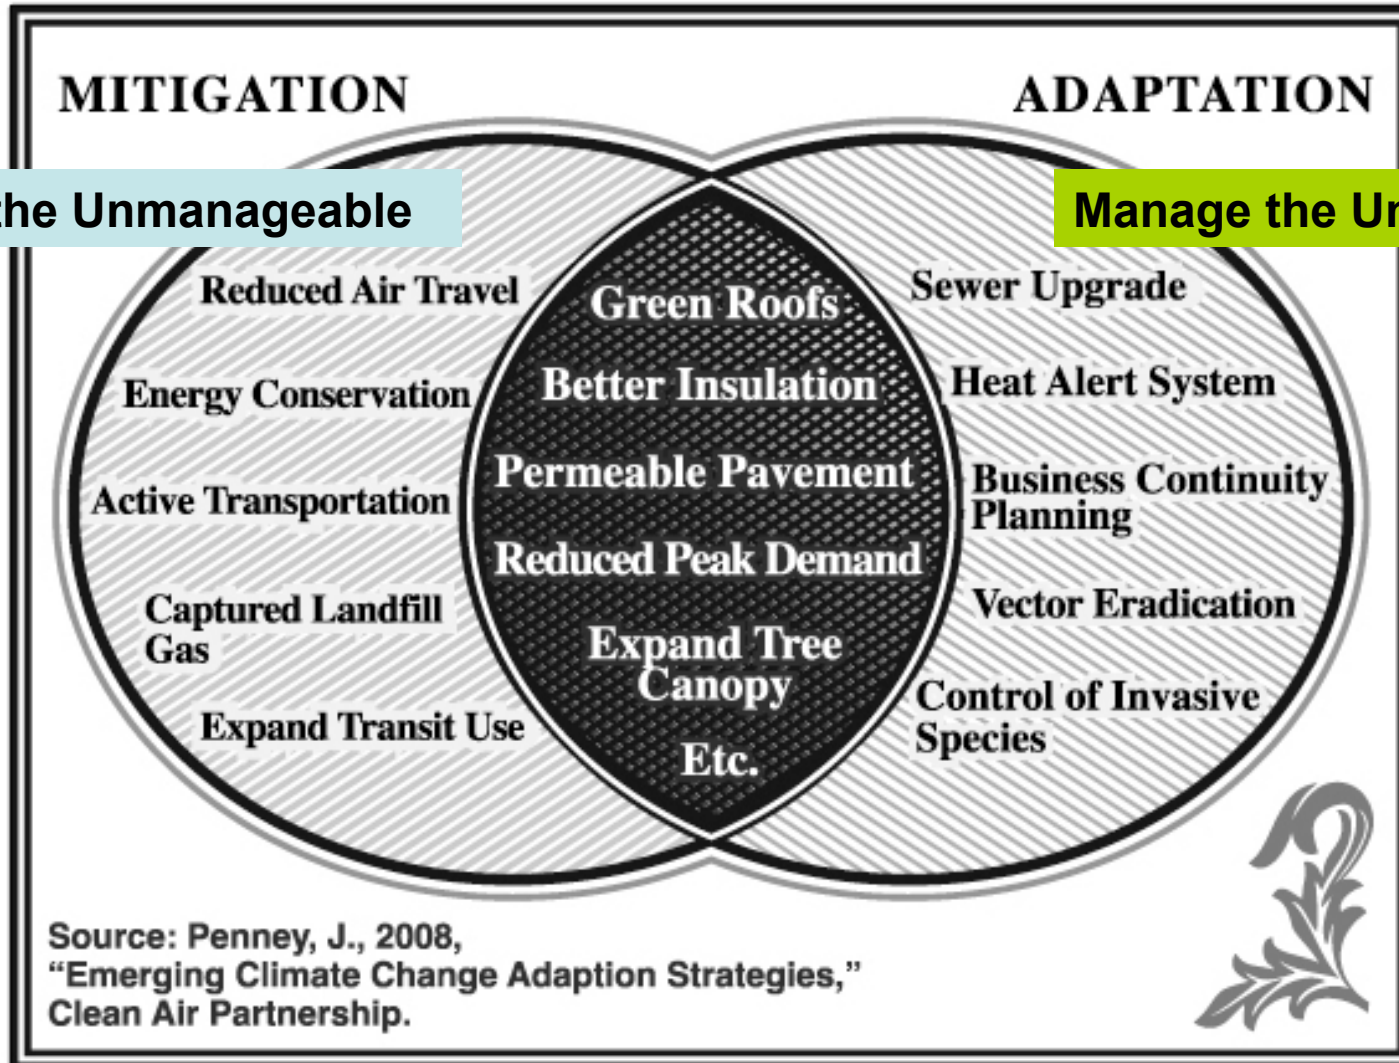 MITIGATION
ADAPTATION
the Unmanageable
Manage the
Reduced Air Travel
Energy Conservation
Active Transportation
Captured Landfill
Gas
Expand Transit Use
Green Roofs
Better Insulation
Permeable Pavement
Reduced Peak Demand
Expand Tree
Canopy
Etc.
Sewer Upgrade
Heat Alert System
Business Continuity
Planning
Vector Eradication
Control of Invasive
Species
Source: Penney, J., 2008,
“Emerging Climate Change Adaption Strategies,”
Clean Air Partnership.